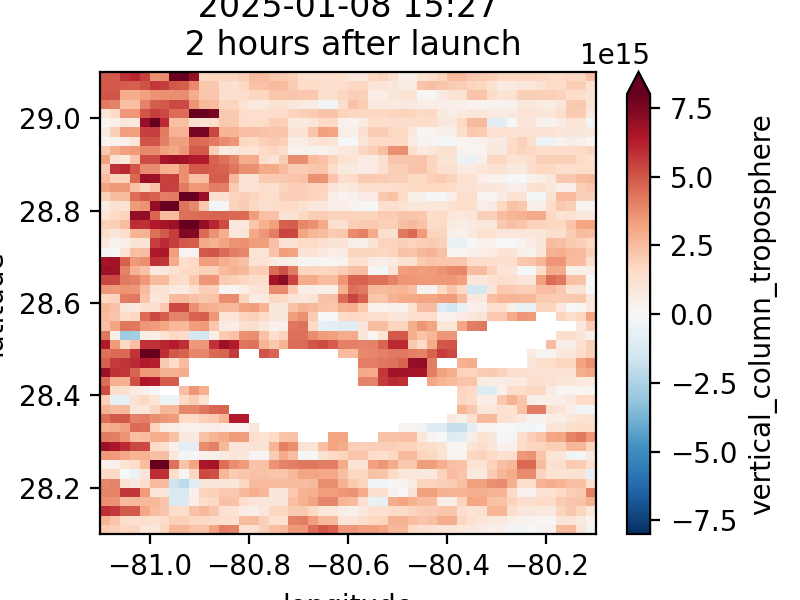 2025-01-08 15:27
2 hours after launch
1e15
29.0
28.8
28.6
28.4
28.2
−81.0 −80.8 −80.6 −80.4 −80.2
longitude
7.5
5.0
2.5
0.0
−2.5
−5.0
−7.5
vertical_column_troposphere